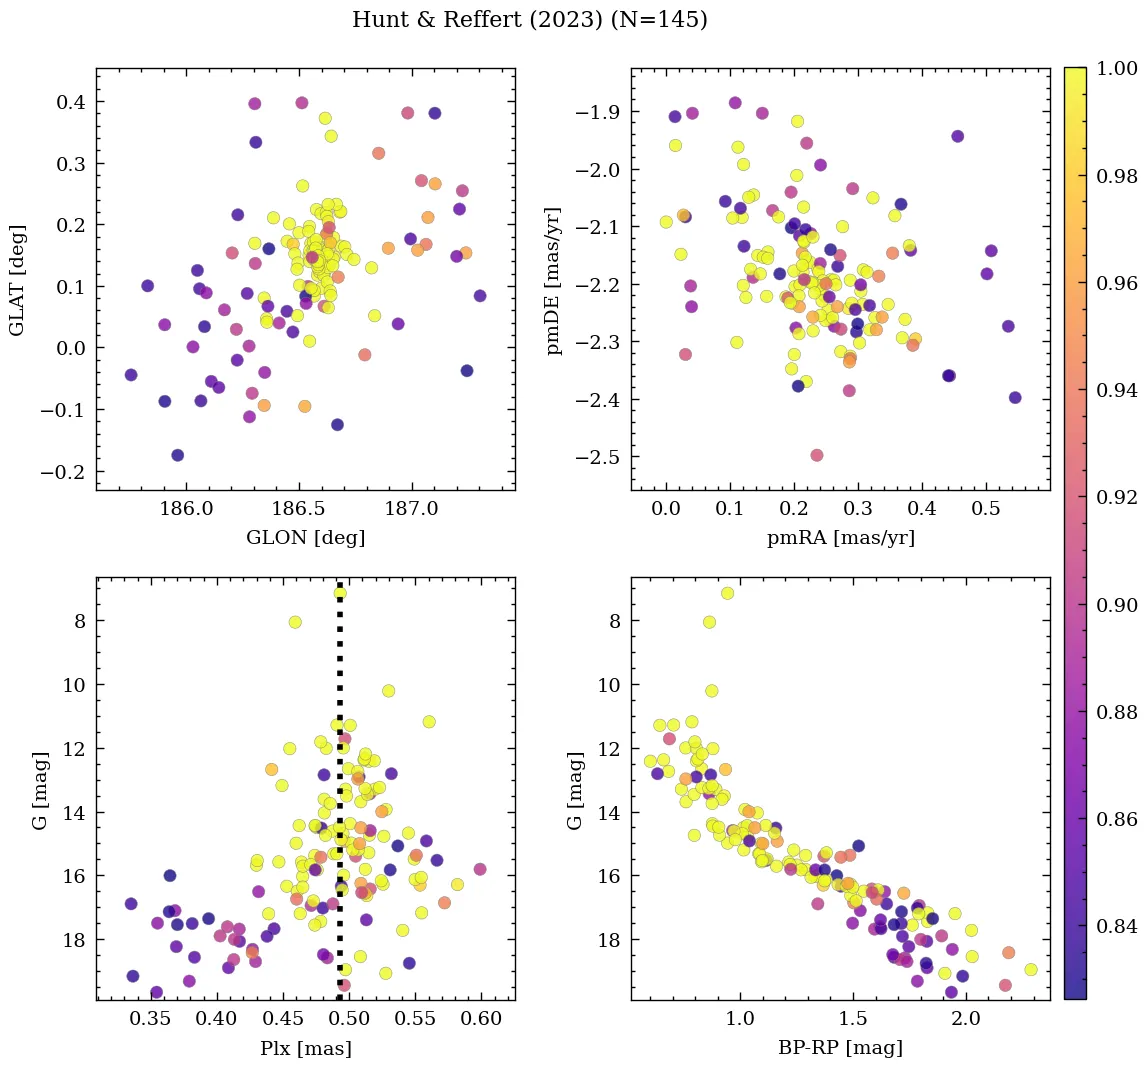 Hunt & Reffert (2023) (N=145)
0.4
0.3
0.2
0.1
0.0
−0.1
−0.2
GLAT [deg]
186.0 186.5 187.0
GLON [deg]
−1.9
−2.0
−2.1
−2.2
−2.3
−2.4
−2.5
pmDE [mas/yr]
0.0 0.1 0.2 0.3 0.4 0.5
pmRA [mas/yr]
8
10
12
14
16
18
G [mag]
0.35 0.40 0.45 0.50 0.55 0.60
Plx [mas]
8
10
12
14
16
18
G [mag]
1.0 1.5 2.0
BP-RP [mag]
1.00
0.98
0.96
0.94
0.92
0.90
0.88
0.86
0.84